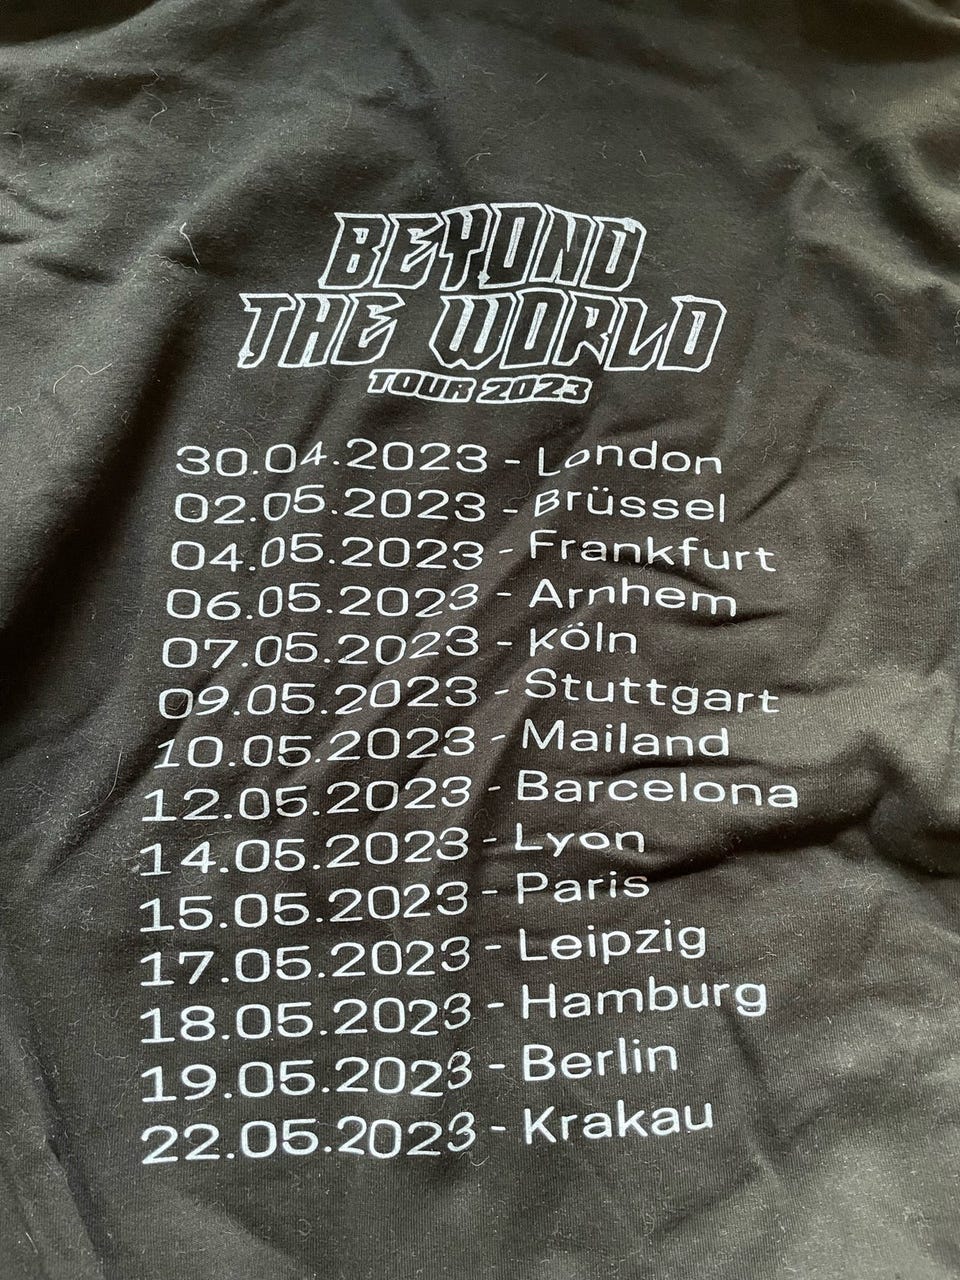 BEYOND
THE WORLD
TOUR 2023
30.04.2023 - London
02.05.2023 - Brüssel
04.05.2023 - Frankfurt
06.05.2023 - Arnhem
07.05.2023 - Köln
09.05.2023 - Stuttgart
10.05.2023 - Mailand
12.05.2023 - Barcelona
14.05.2023 - Lyon
15.05.2023 - Paris
17.05.2023 - Leipzig
18.05.2023 - Hamburg
19.05.2023 - Berlin
22.05.2023 - Krakau